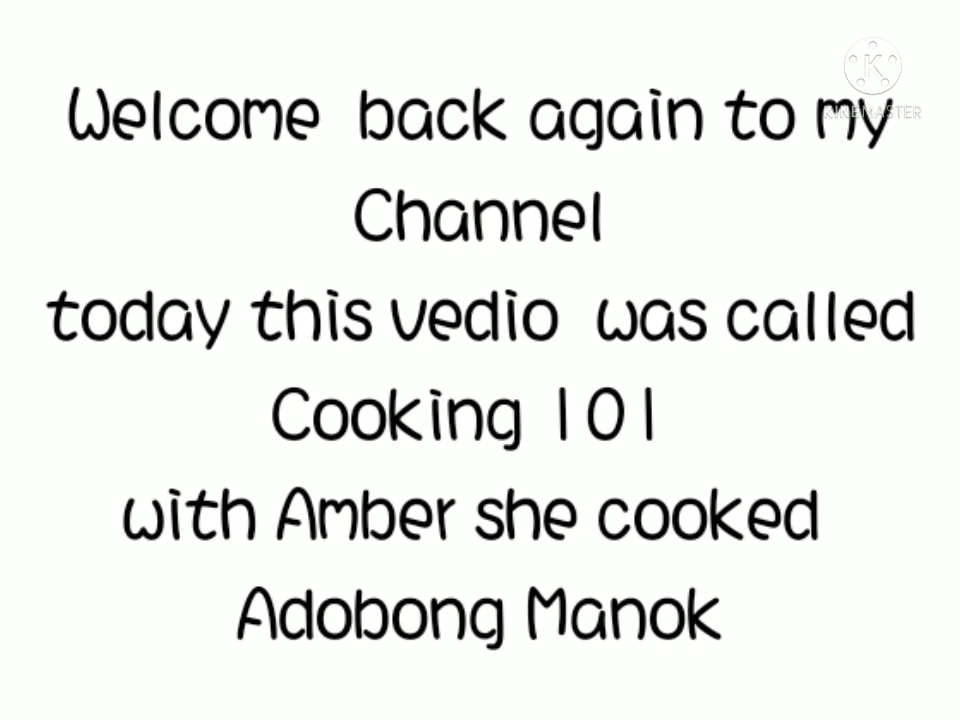 Welcome back again to my
KINEMASTER
Channel
today this vedio was called
Cooking 101
with Amber she cooked
Adobong Manok